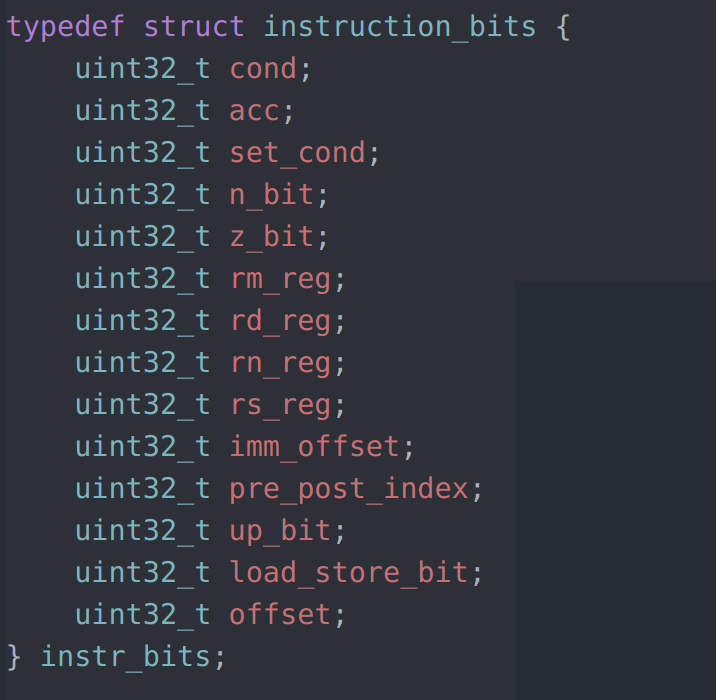 typedef struct instruction_bits {
    uint32_t cond;
    uint32_t acc;
    uint32_t set_cond;
    uint32_t n_bit;
    uint32_t z_bit;
    uint32_t rm_reg;
    uint32_t rd_reg;
    uint32_t rn_reg;
    uint32_t rs_reg;
    uint32_t imm_offset;
    uint32_t pre_post_index;
    uint32_t up_bit;
    uint32_t load_store_bit;
    uint32_t offset;
} instr_bits;